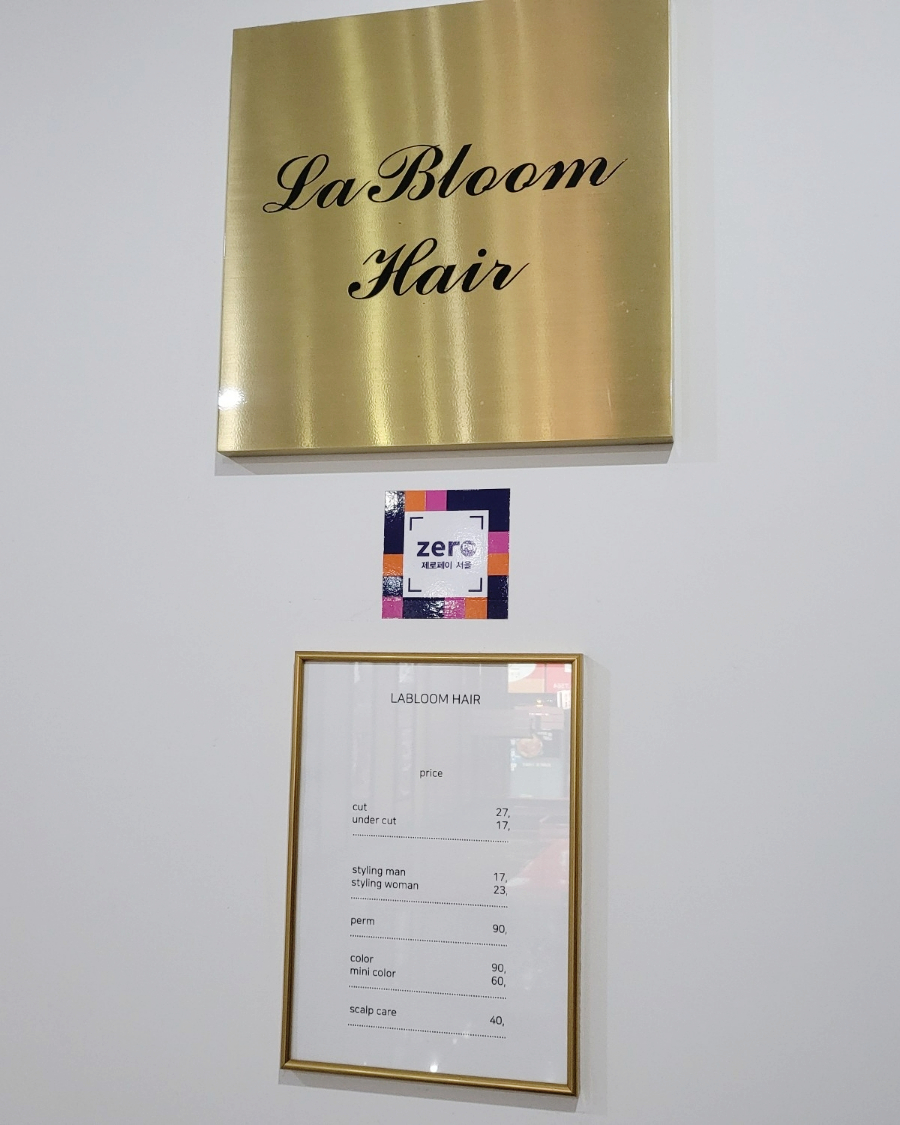 La Bloom
Hair
zero
제로페이 서울
LABLOOM HAIR
price
cut 27,
under cut 17,
styling man 17,
styling woman 23,
perm 90,
color 90,
mini color 60,
scalp care 40,